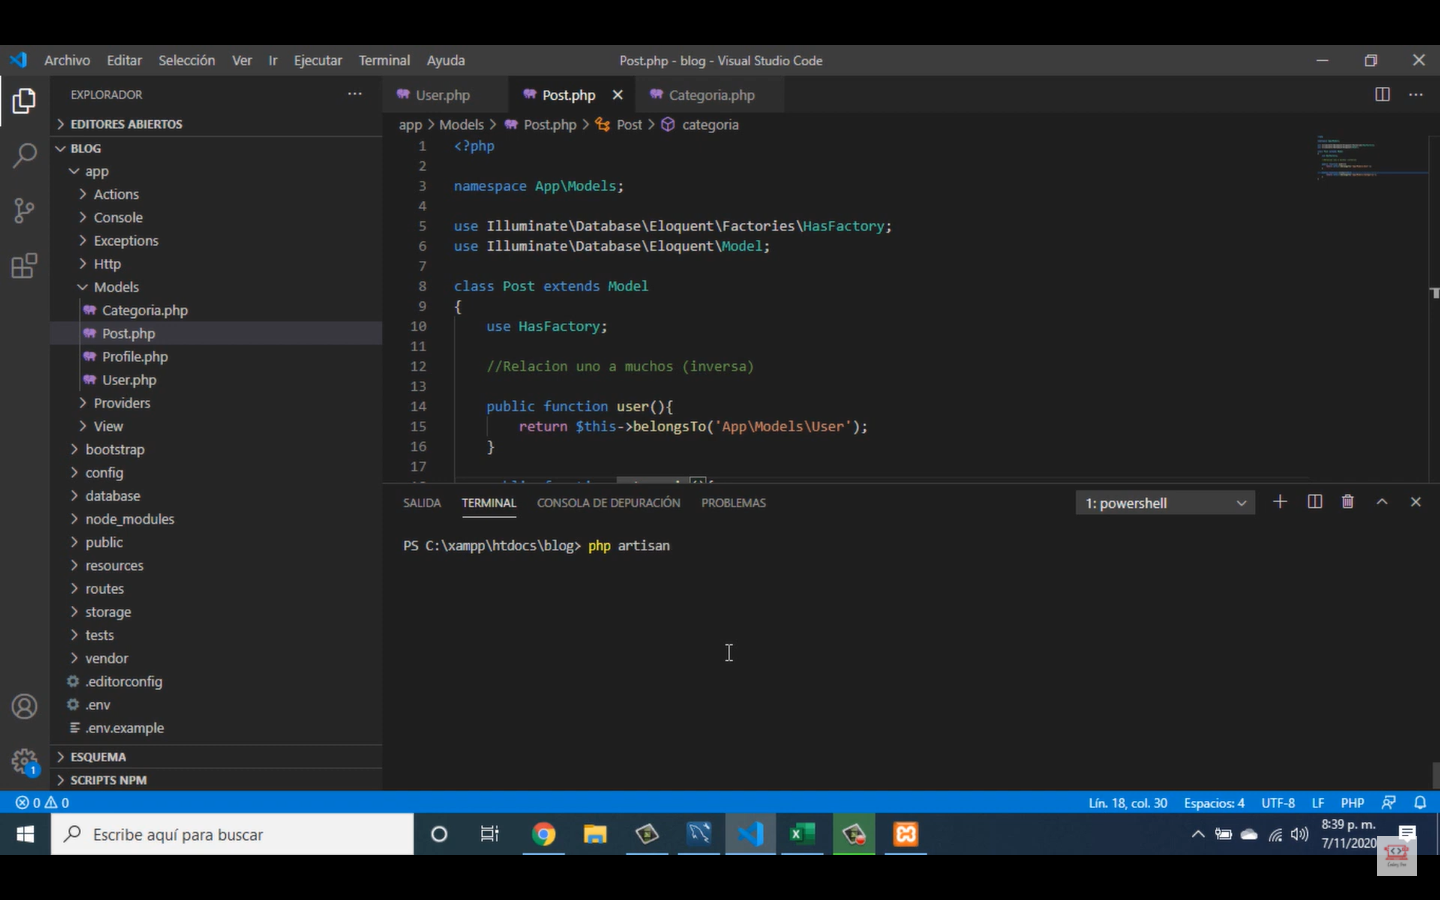 Archivo Editar Selección Ver Ir Ejecutar Terminal Ayuda
Post.php - blog - Visual Studio Code
EXPLORADOR
EDITORES ABIERTOS
BLOG
app
Actions
Console
Exceptions
Http
Models
Categoria.php
Post.php
Profile.php
User.php
Providers
View
bootstrap
config
database
node_modules
public
resources
routes
storage
tests
vendor
.editorconfig
.env
.env.example
ESQUEMA
SCRIPTS NPM
User.php Post.php Categoria.php
app > Models > Post.php > Post > categoria
1 <?php
2
3 namespace App\Models;
4
5 use Illuminate\Database\Eloquent\Factories\HasFactory;
6 use Illuminate\Database\Eloquent\Model;
7
8 class Post extends Model
9 {
10 use HasFactory;
11
12 //Relacion uno a muchos (inversa)
13
14 public function user(){
15 return $this->belongsTo('App\Models\User');
16 }
17
SALIDA TERMINAL CONSOLA DE DEPURACIÓN PROBLEMAS
1: powershell
PS C:\xampp\htdocs\blog> php artisan
1
0 0
Lín. 18, col. 30 Espacios: 4 UTF-8 LF PHP
Escribe aquí para buscar
8:39 p. m.
7/11/2020